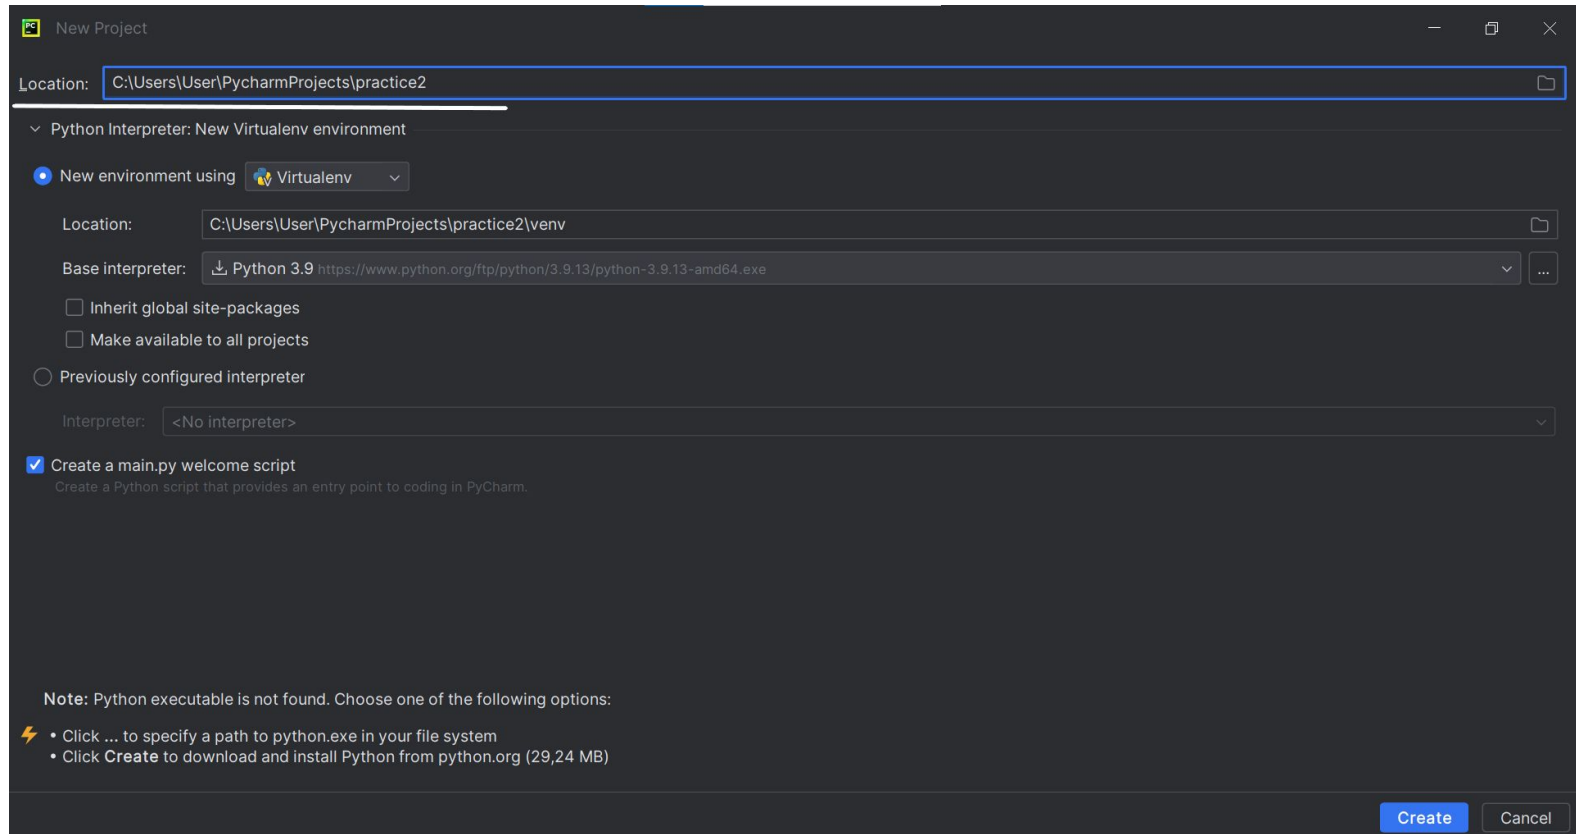 PC New Project
Location: C:\Users\User\PycharmProjects\practice2
Python Interpreter: New Virtualenv environment
New environment using Virtualenv
Location: C:\Users\User\PycharmProjects\practice2\venv
Base interpreter: Python 3.9 https://www.python.org/ftp/python/3.9.13/python-3.9.13-amd64.exe ...
Inherit global site-packages
Make available to all projects
Previously configured interpreter
Interpreter: <No interpreter>
Create a main.py welcome script
Create a Python script that provides an entry point to coding in PyCharm.
Note: Python executable is not found. Choose one of the following options:
• Click ... to specify a path to python.exe in your file system
• Click Create to download and install Python from python.org (29,24 MB)
Create Cancel